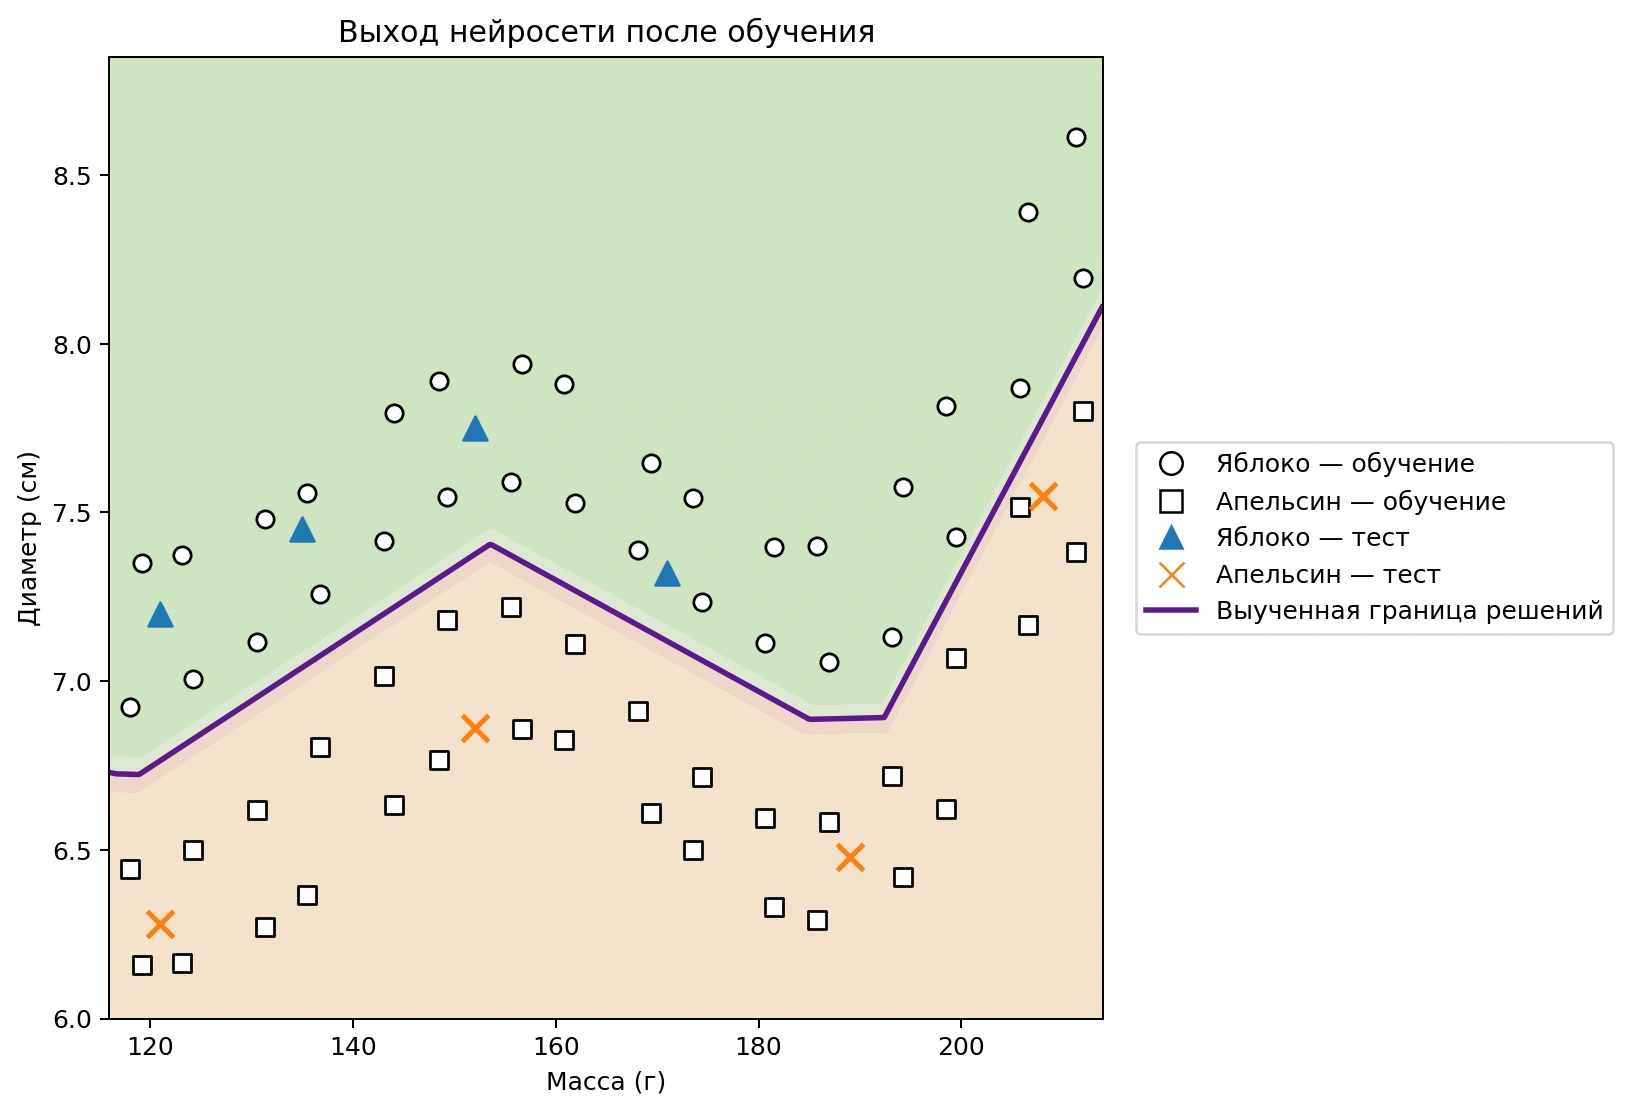 Выход нейросети после обучения
Диаметр (см)
8.5
8.0
7.5
7.0
6.5
6.0
120 140 160 180 200
Масса (г)
Яблоко — обучение
Апельсин — обучение
Яблоко — тест
Апельсин — тест
Выученная граница решений